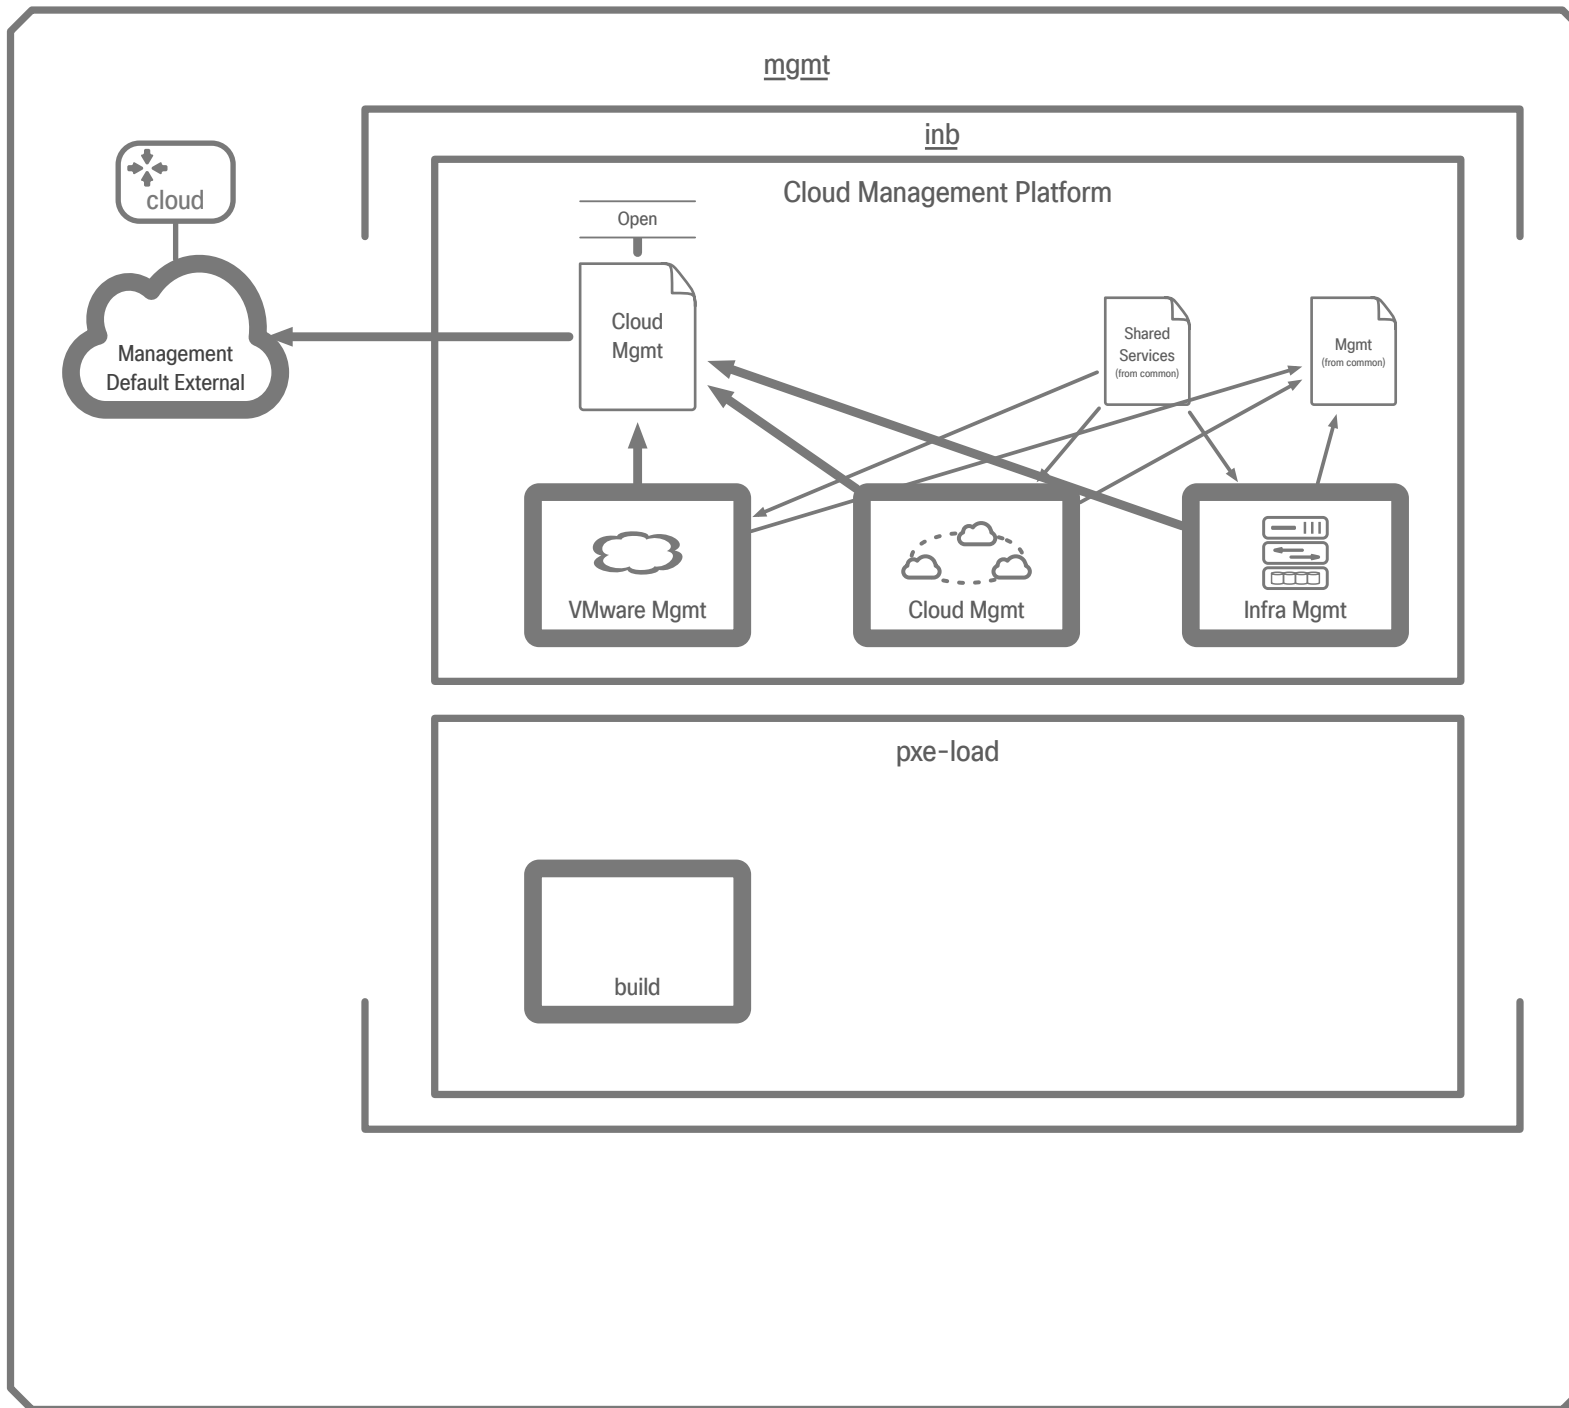 mgmt
inb
cloud
Cloud Management Platform
Open
Cloud
Mgmt
Shared
Services
(from common)
Mgmt
(from common)
Management
Default External
VMware Mgmt
Cloud Mgmt
Infra Mgmt
pxe-load
build